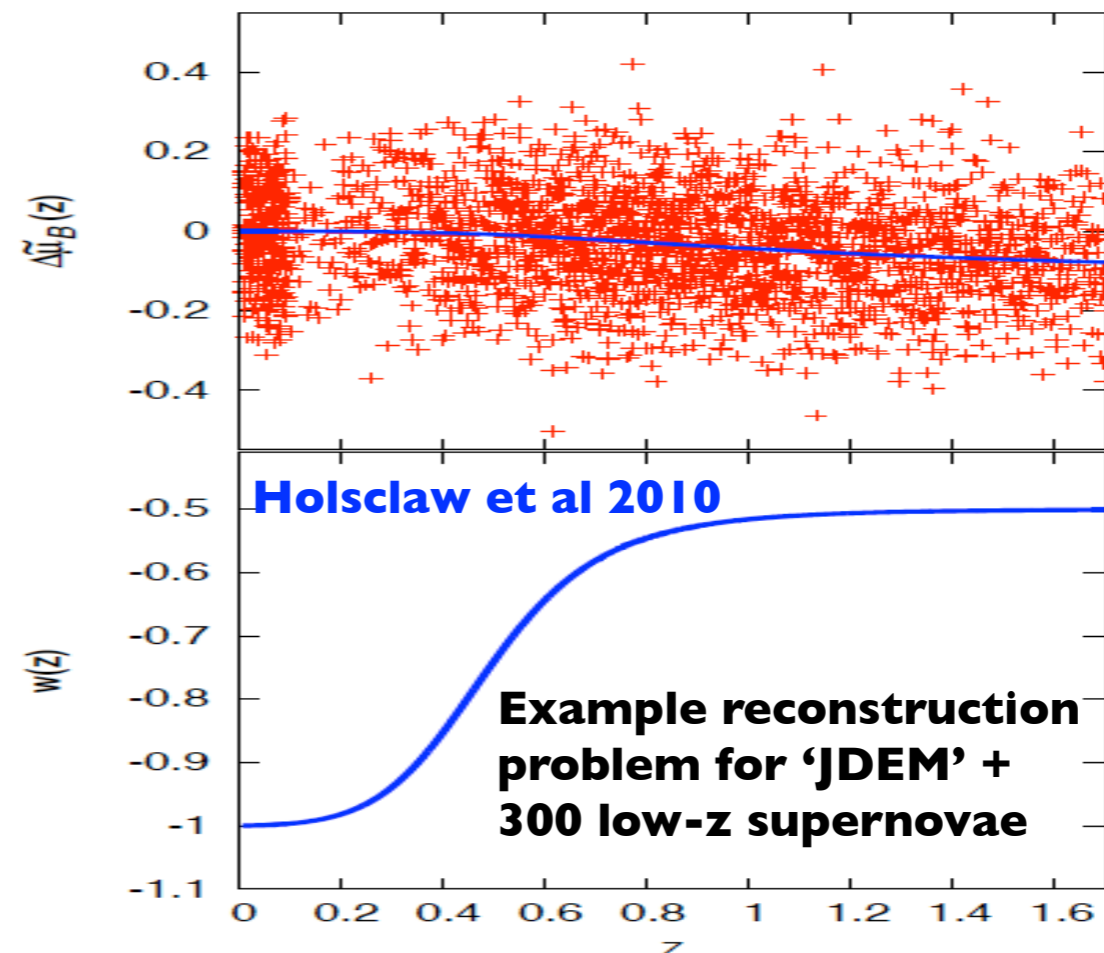 0.4
0.2
0
-0.2
-0.4
Δμ̃_B(z)
Holsclaw et al 2010
-0.5
-0.6
-0.7
-0.8
-0.9
-1
-1.1
w(z)
Example reconstruction
problem for ‘JDEM’ +
300 low-z supernovae
0 0.2 0.4 0.6 0.8 1 1.2 1.4 1.6
z